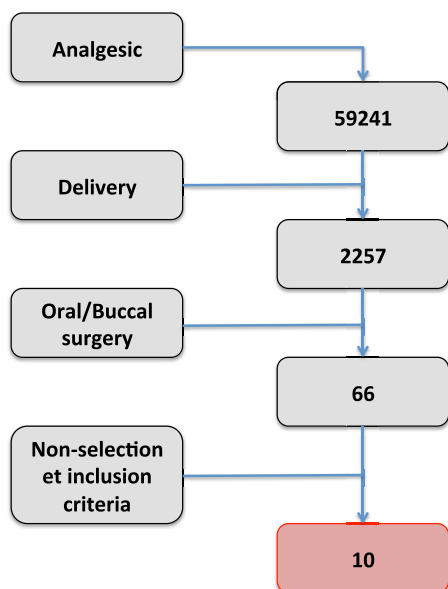 Analgesic
59241
Delivery
2257
Oral/Buccal
surgery
66
Non-selection
et inclusion
criteria
10